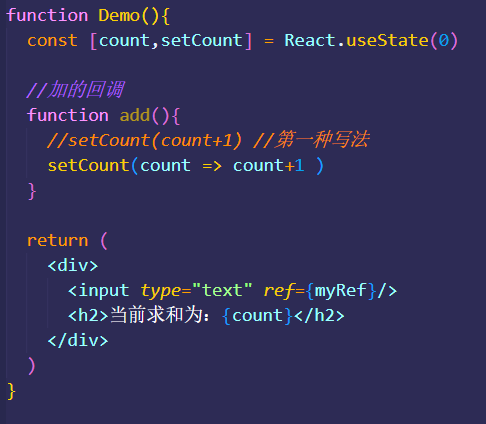 function Demo(){
const [count,setCount] = React.useState(0)
//加的回调
function add(){
//setCount(count+1) //第一种写法
setCount(count => count+1 )
}
return (
<div>
<input type="text" ref={myRef}/>
<h2>当前求和为：{count}</h2>
</div>
)
}